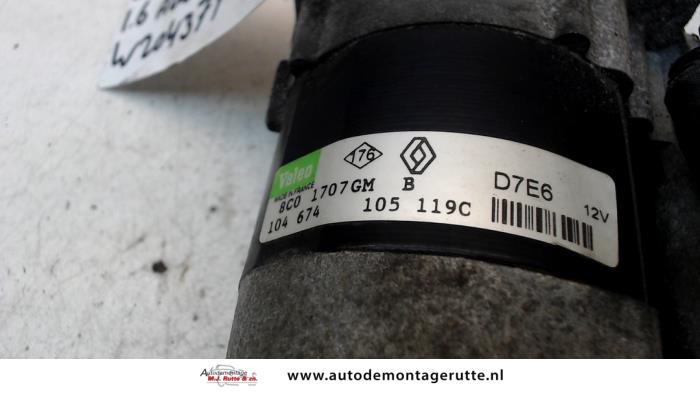 1.6
W204371
Valeo
176
MADE IN FRANCE
8C0 1707GM B
104 674 105 119C
D7E6
12V
Autodemontage
M.J. Rutte & zn.
www.autodemontagerutte.nl